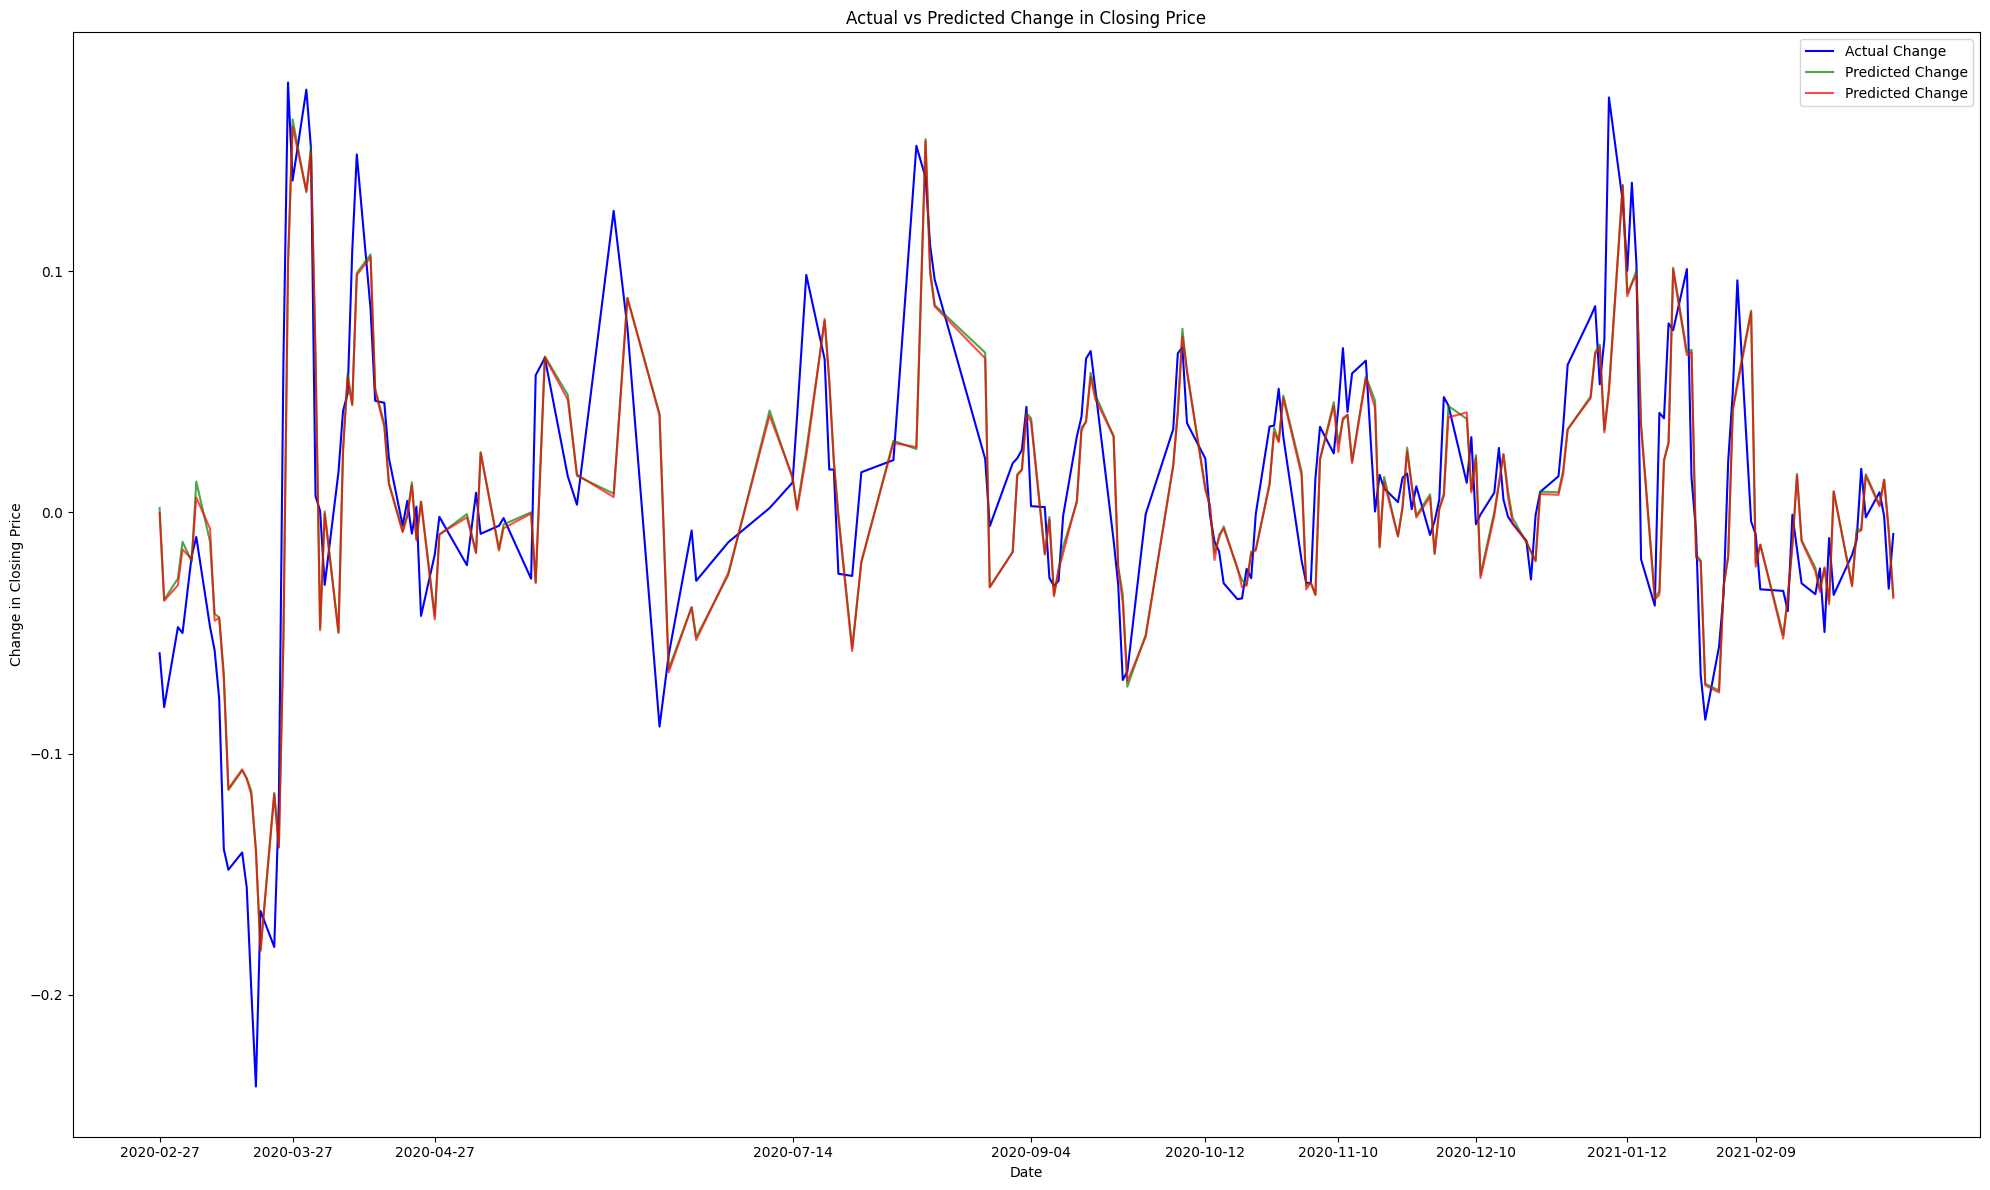 Actual vs Predicted Change in Closing Price
Actual Change
Predicted Change
Predicted Change
Change in Closing Price
0.1
0.0
−0.1
−0.2
2020-02-27
2020-03-27
2020-04-27
2020-07-14
2020-09-04
2020-10-12
2020-11-10
2020-12-10
2021-01-12
2021-02-09
Date